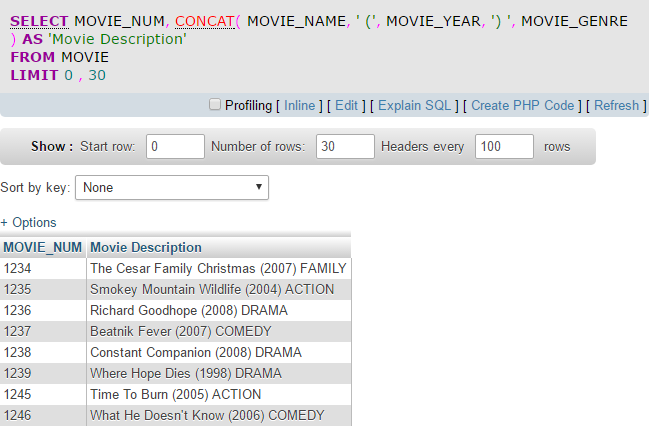 SELECT MOVIE_NUM, CONCAT( MOVIE_NAME, ' (', MOVIE_YEAR, ') ', MOVIE_GENRE
) AS 'Movie Description'
FROM MOVIE
LIMIT 0 , 30
Profiling [ Inline ] [ Edit ] [ Explain SQL ] [ Create PHP Code ] [ Refresh ]
Show : Start row: 0 Number of rows: 30 Headers every 100 rows
Sort by key: None
+ Options
MOVIE_NUM Movie Description
1234 The Cesar Family Christmas (2007) FAMILY
1235 Smokey Mountain Wildlife (2004) ACTION
1236 Richard Goodhope (2008) DRAMA
1237 Beatnik Fever (2007) COMEDY
1238 Constant Companion (2008) DRAMA
1239 Where Hope Dies (1998) DRAMA
1245 Time To Burn (2005) ACTION
1246 What He Doesn't Know (2006) COMEDY